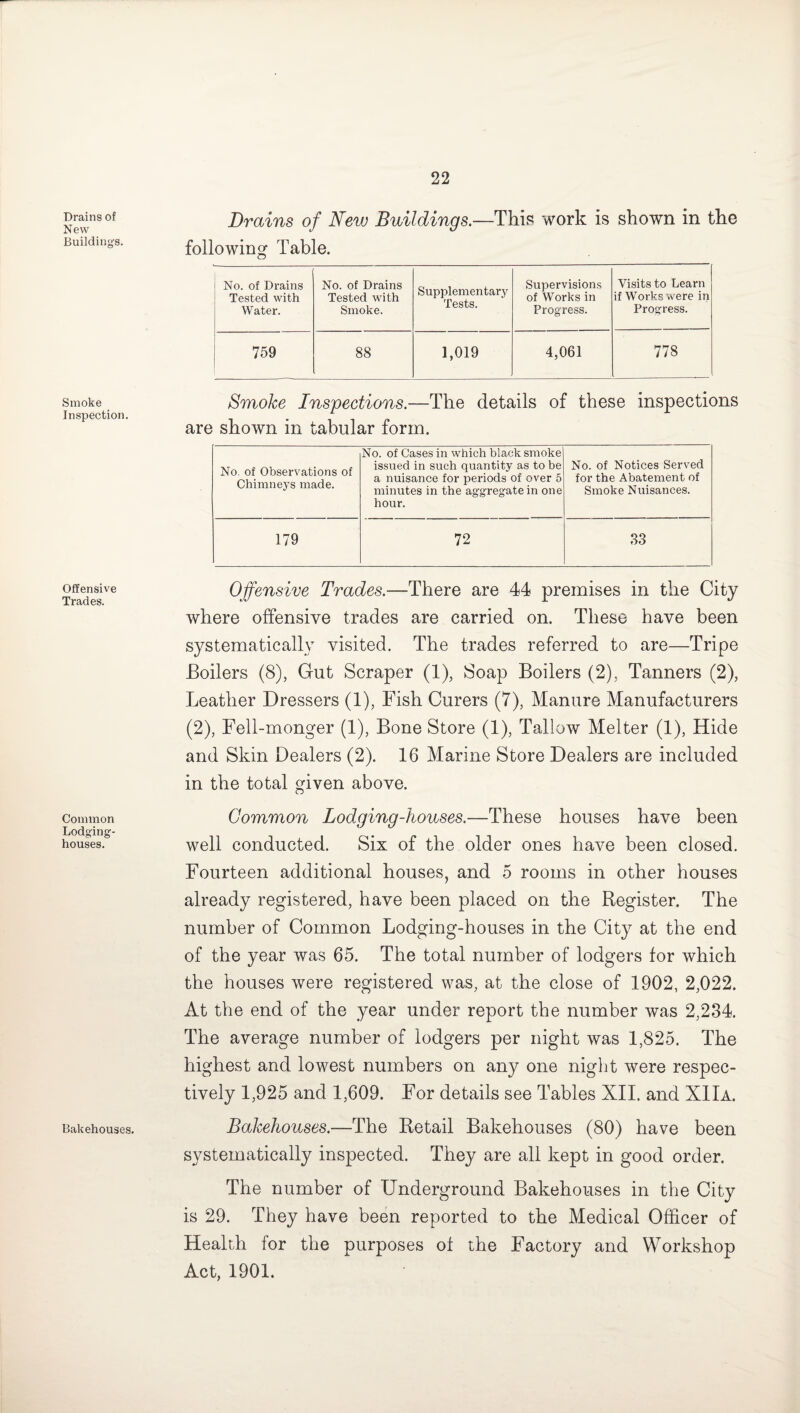 22
Drains of
New
Buildings.
Drains of New Buildings.—This work is shown in the
following Table.
No. of Drains
Tested with
Water.
No. of Drains
Tested with
Smoke.
Supplementary
Tests.
Supervisions
of Works in
Progress.
Visits to Learn
if Works were in
Progress.
759
88
1,019
4,061
778
Smoke
Inspection.
Smoke Inspections.—The details of these inspections
are shown in tabular form.
No. of Observations of
Chimneys made.
No. of Cases in which black smoke
issued in such quantity as to be
a nuisance for periods of over 5
minutes in the aggregate in one
hour.
No. of Notices Served
for the Abatement of
Smoke Nuisances.
179
72
33
Offensive
Trades.
Offensive Trades.—There are 44 premises in the City
where offensive trades are carried on. These have been
systematically visited. The trades referred to are—Tripe
Boilers (8), Gut Scraper (1), Soap Boilers (2), Tanners (2),
Leather Dressers (1), Fish Curers (7), Manure Manufacturers
(2), Fell-monger (1), Bone Store (1), Tallow Melter (1), Hide
and Skin Dealers (2). 16 Marine Store Dealers are included
in the total given above.
Common
Lodging-
houses.
Common Lodging-houses.—These houses have been
well conducted. Six of the older ones have been closed.
Fourteen additional houses, and 5 rooms in other houses
already registered, have been placed on the Register. The
number of Common Lodging-houses in the City at the end
of the year was 65. The total number of lodgers for which
the houses were registered was, at the close of 1902, 2,022.
At the end of the year under report the number was 2,234.
The average number of lodgers per night was 1,825. The
highest and lowest numbers on any one night were respec-
tively 1,925 and 1,609. For details see Tables XII. and XIIA.
Bakehouses.
Bakehouses.—The Retail Bakehouses (80) have been
systematically inspected. They are all kept in good order.
The number of Underground Bakehouses in the City
is 29. They have been reported to the Medical Officer of
Health for the purposes of the Factory and Workshop
Act, 1901.